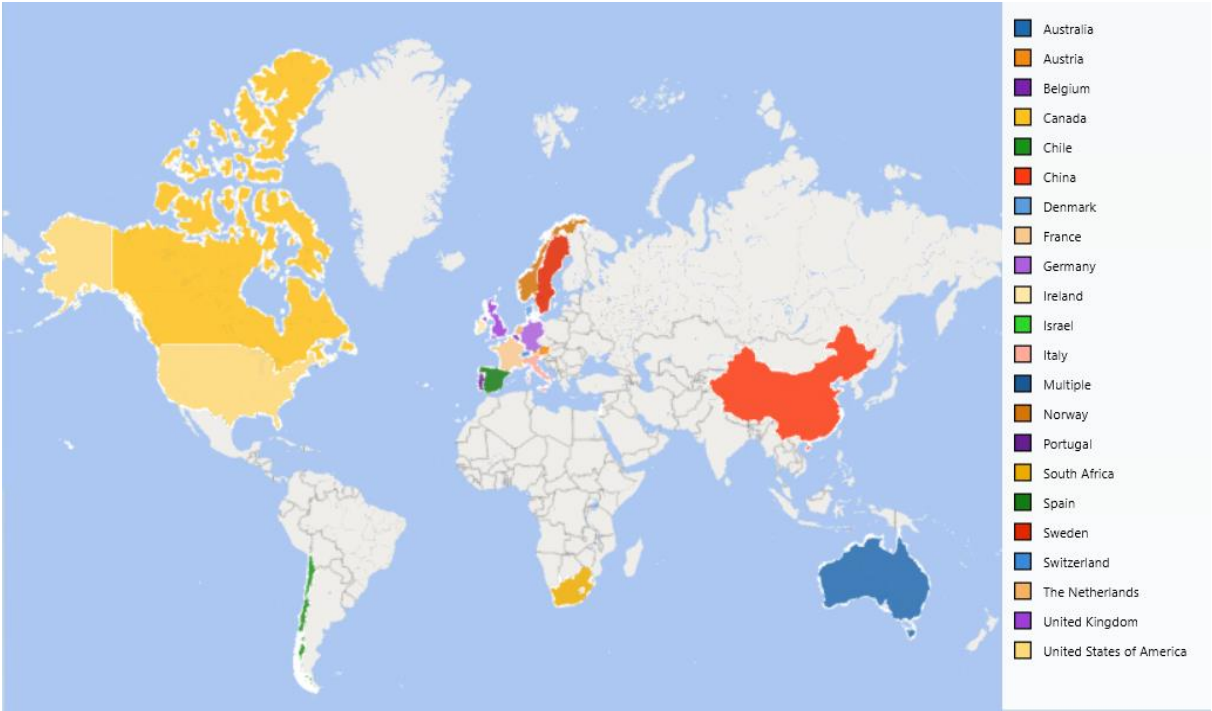 Australia
Austria
Belgium
Canada
Chile
China
Denmark
France
Germany
Ireland
Israel
Italy
Multiple
Norway
Portugal
South Africa
Spain
Sweden
Switzerland
The Netherlands
United Kingdom
United States of America